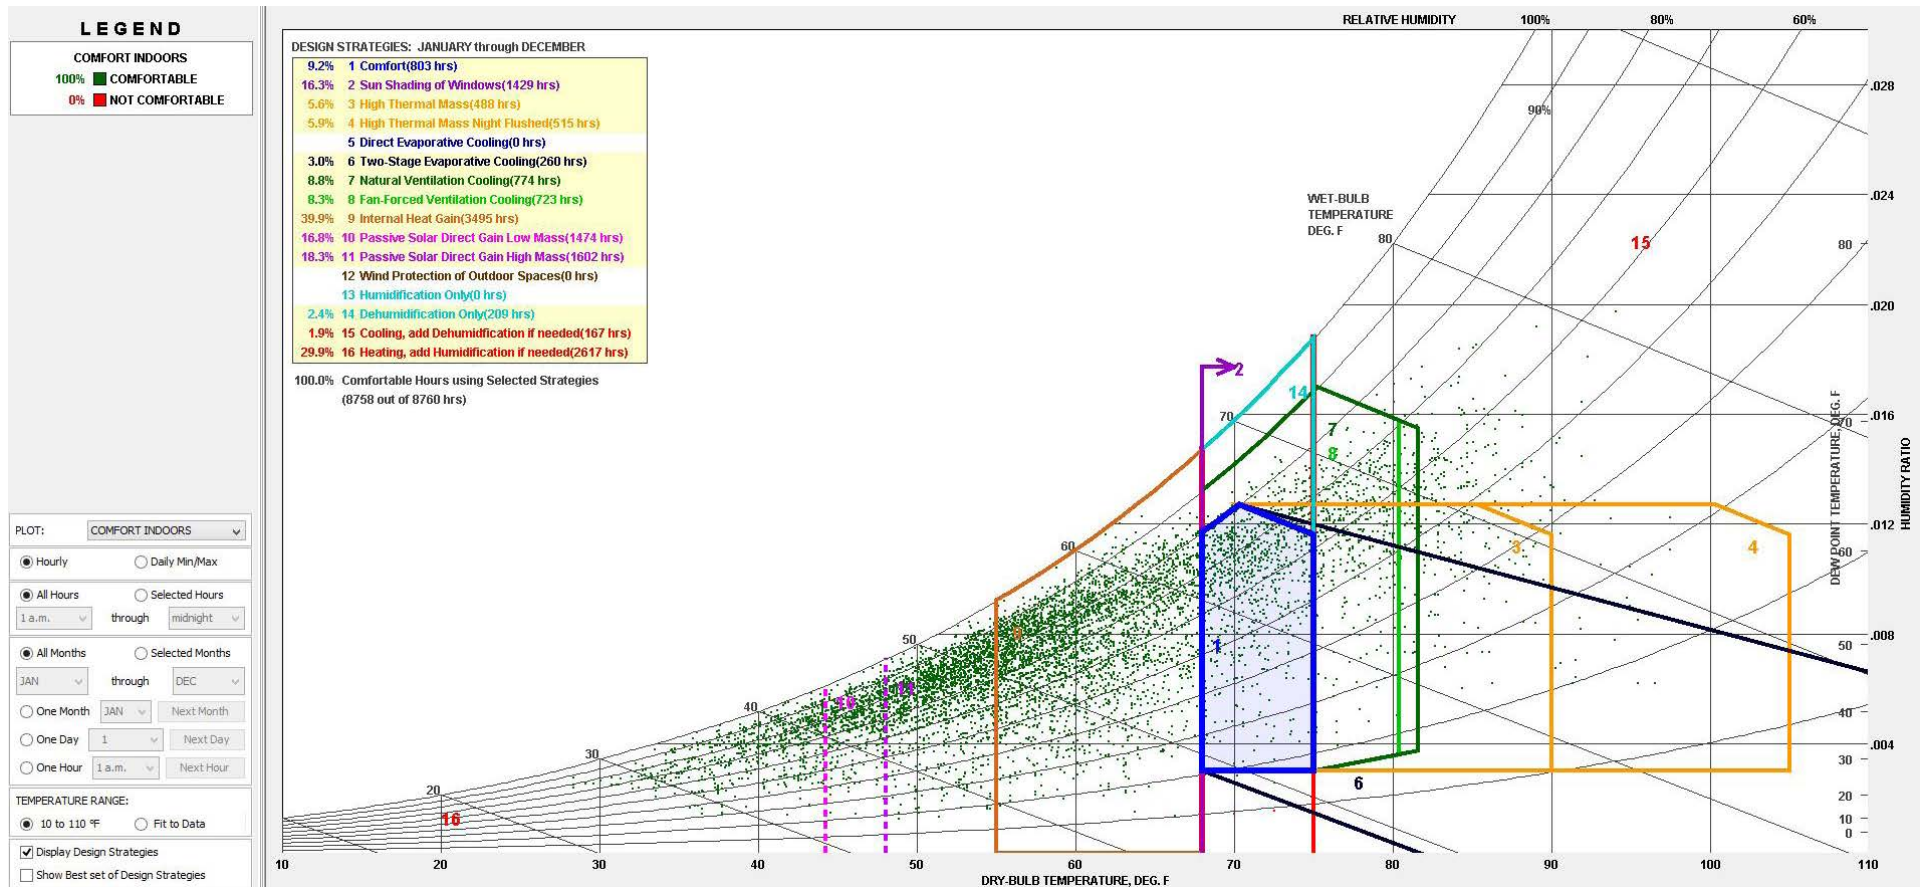 LEGEND
COMFORT INDOORS
100% COMFORTABLE
0% NOT COMFORTABLE
PLOT: COMFORT INDOORS
Hourly Daily Min/Max
All Hours Selected Hours
1 a.m. through midnight
All Months Selected Months
JAN through DEC
One Month JAN Next Month
One Day 1 Next Day
One Hour 1 a.m. Next Hour
TEMPERATURE RANGE:
10 to 110 °F Fit to Data
Display Design Strategies
Show Best set of Design Strategies
DESIGN STRATEGIES: JANUARY through DECEMBER
9.2% 1 Comfort(803 hrs)
16.3% 2 Sun Shading of Windows(1429 hrs)
5.6% 3 High Thermal Mass(488 hrs)
5.9% 4 High Thermal Mass Night Flushed(515 hrs)
5 Direct Evaporative Cooling(0 hrs)
3.0% 6 Two-Stage Evaporative Cooling(260 hrs)
8.8% 7 Natural Ventilation Cooling(774 hrs)
8.3% 8 Fan-Forced Ventilation Cooling(723 hrs)
39.9% 9 Internal Heat Gain(3495 hrs)
16.8% 10 Passive Solar Direct Gain Low Mass(1474 hrs)
18.3% 11 Passive Solar Direct Gain High Mass(1602 hrs)
12 Wind Protection of Outdoor Spaces(0 hrs)
13 Humidification Only(0 hrs)
2.4% 14 Dehumidification Only(209 hrs)
1.9% 15 Cooling, add Dehumidfication if needed(167 hrs)
29.9% 16 Heating, add Humidification if needed(2617 hrs)
100.0% Comfortable Hours using Selected Strategies
(8758 out of 8760 hrs)
RELATIVE HUMIDITY 100% 80% 60%
90%
WET-BULB
TEMPERATURE
DEG. F
80
70
60
50
40
30
20
15
2
14
7
8
3
4
9
1
11
10
6
16
.028
.024
.020
.016
.012
.008
.004
HUMIDITY RATIO
DEW POINT TEMPERATURE, DEG. F
80
70
60
50
40
30
20
10
0
10 20 30 40 50 60 70 80 90 100 110
DRY-BULB TEMPERATURE, DEG. F